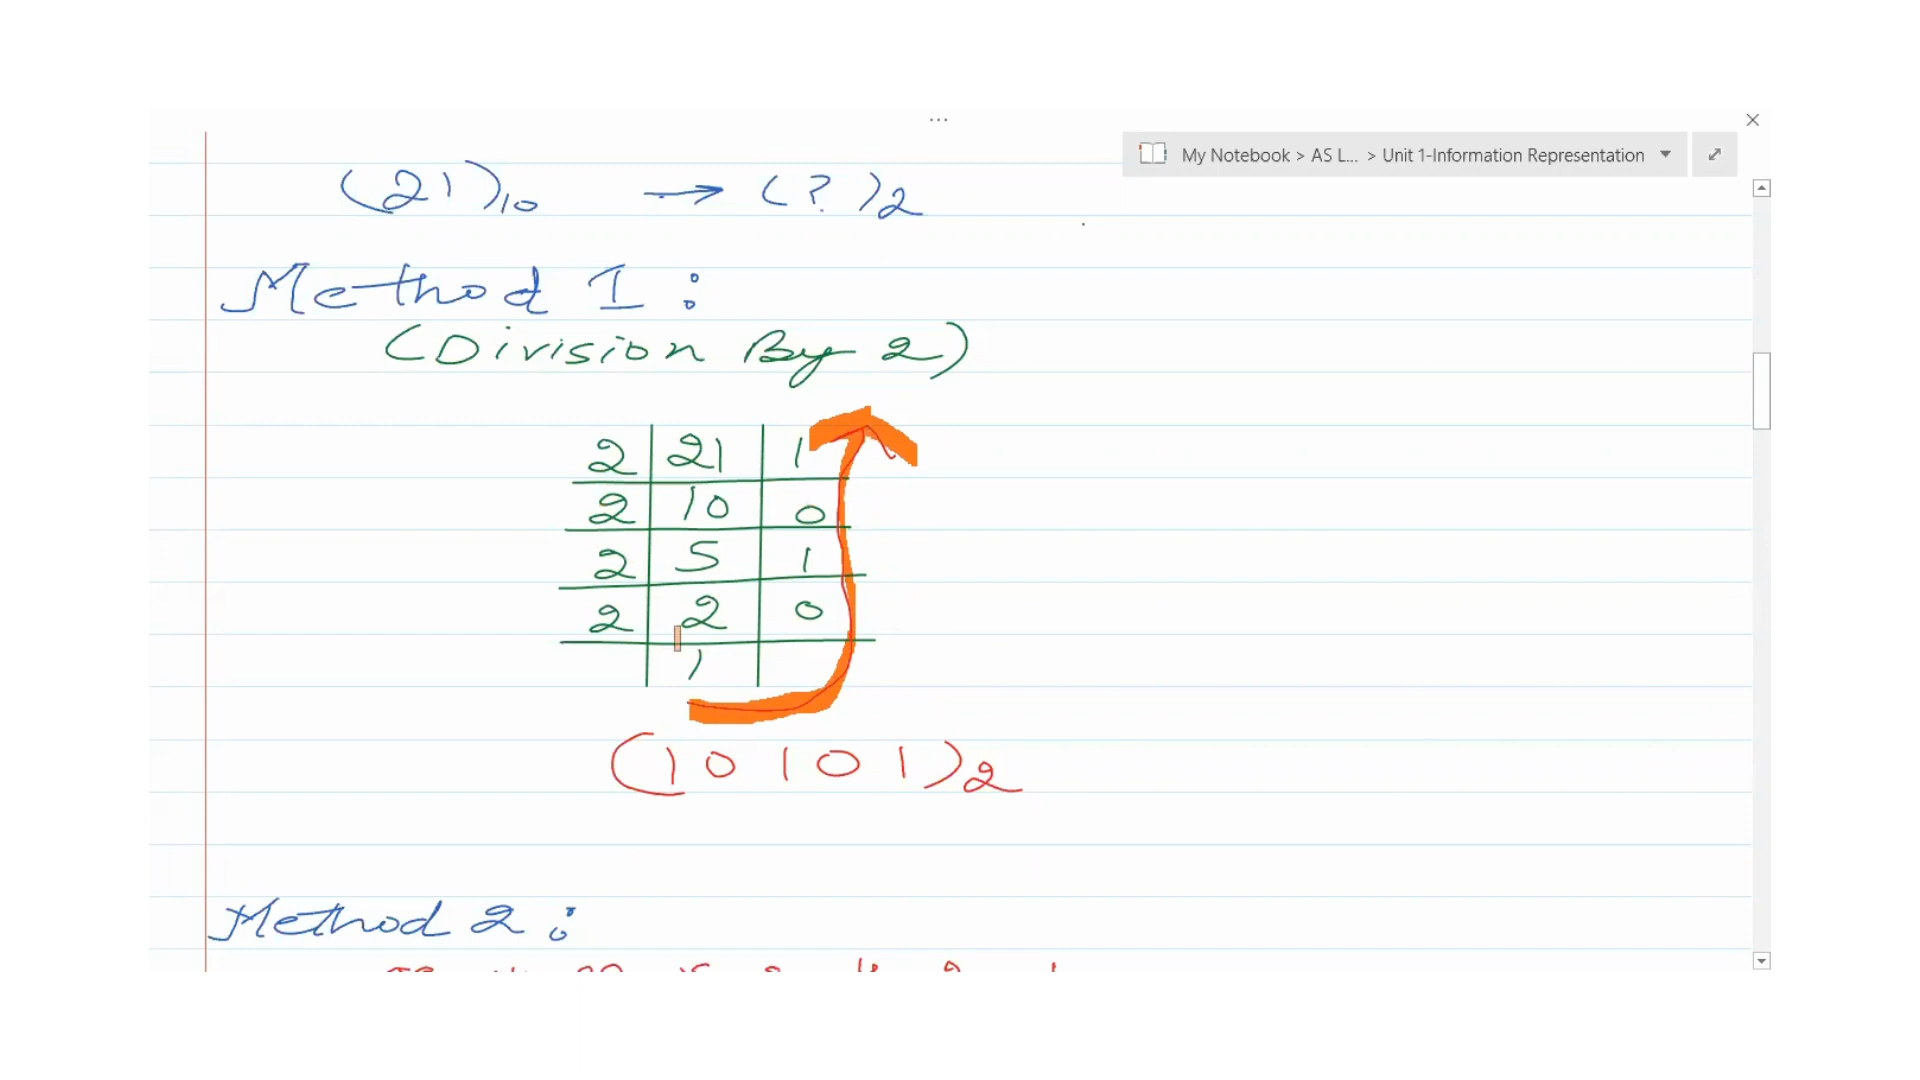 ...
My Notebook > AS L... > Unit 1-Information Representation
(21)10 → (?)2
Method 1:
(Division By 2)
2 21 1
2 10 0
2 5 1
2 2 0
1
(10101)2
Method 2: